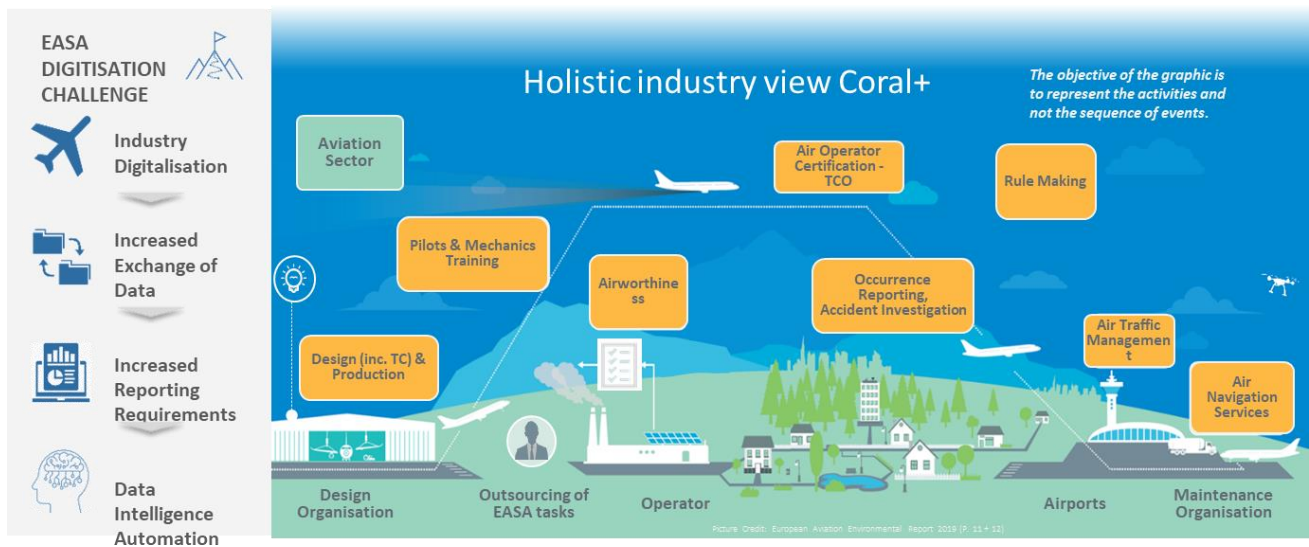 EASA
DIGITISATION
CHALLENGE
Industry
Digitalisation
Increased
Exchange of
Data
Increased
Reporting
Requirements
Data
Intelligence
Automation
Holistic industry view Coral+
The objective of the graphic is
to represent the activities and
not the sequence of events.
Aviation
Sector
Air Operator
Certification -
TCO
Rule Making
Pilots & Mechanics
Training
Airworthine
ss
Occurrence
Reporting,
Accident Investigation
Design (inc. TC) &
Production
Air Traffic
Managemen
t
Air
Navigation
Services
Design
Organisation
Outsourcing of
EASA tasks
Operator
Airports
Maintenance
Organisation
Picture Credit: European Aviation Environmental Report 2019 (P. 11 + 12)